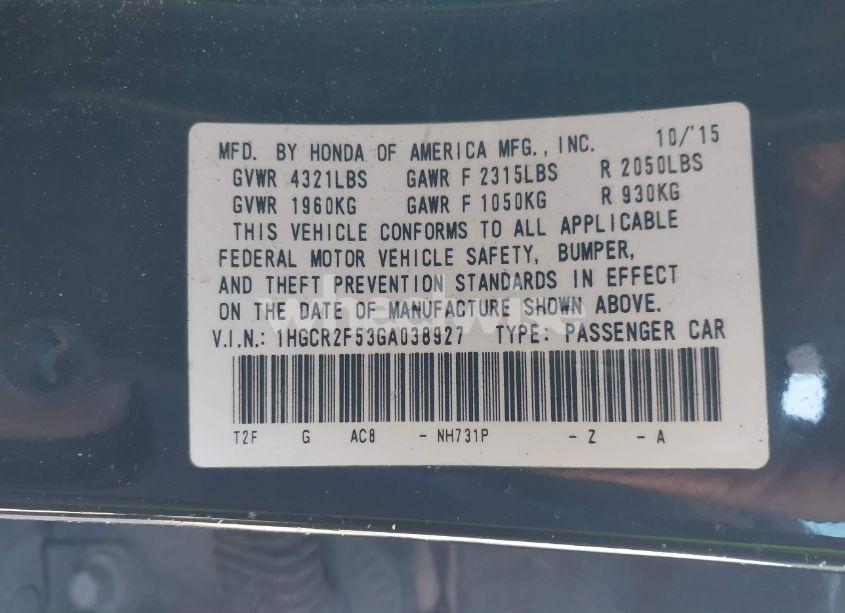 MFD. BY HONDA OF AMERICA MFG., INC. 10/'15
GVWR 4321LBS GAWR F 2315LBS R 2050LBS
GVWR 1960KG GAWR F 1050KG R 930KG
THIS VEHICLE CONFORMS TO ALL APPLICABLE
FEDERAL MOTOR VEHICLE SAFETY, BUMPER,
AND THEFT PREVENTION STANDARDS IN EFFECT
ON THE DATE OF MANUFACTURE SHOWN ABOVE.
wheelwise
V.I.N.: 1HGCR2F53GA038927 TYPE: PASSENGER CAR
T2F G AC8 - NH731P - Z - A